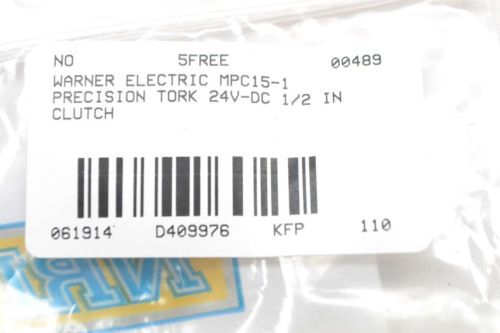 NO 5FREE 00489
WARNER ELECTRIC MPC15-1
PRECISION TORK 24V-DC 1/2 IN
CLUTCH
061914 D409976 KFP 110